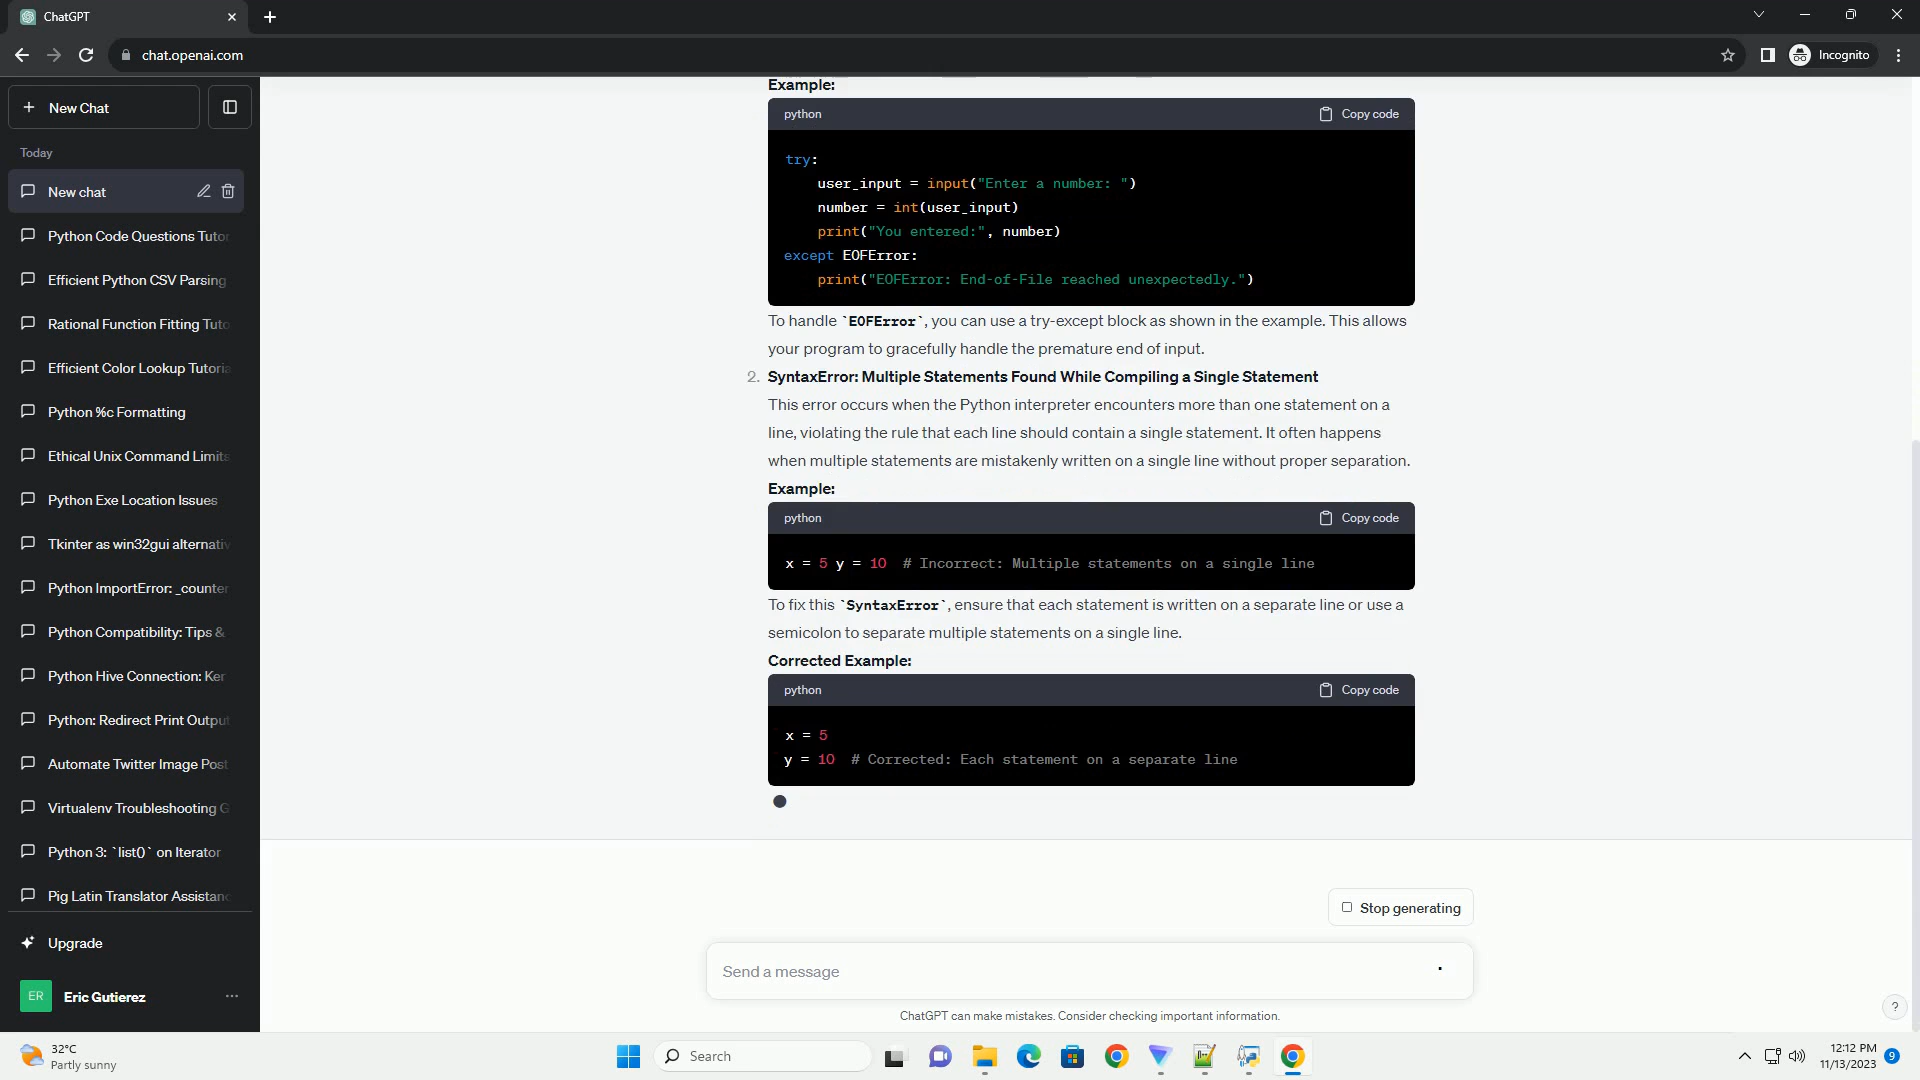 ChatGPT
chat.openai.com
Incognito
New Chat
Today
New chat
Python Code Questions Tutor
Efficient Python CSV Parsing
Rational Function Fitting Tuto
Efficient Color Lookup Tutoria
Python %c Formatting
Ethical Unix Command Limits
Python Exe Location Issues
Tkinter as win32gui alternativ
Python ImportError: _counter
Python Compatibility: Tips &
Python Hive Connection: Ker
Python: Redirect Print Output
Automate Twitter Image Post
Virtualenv Troubleshooting G
Python 3: `list()` on Iterator
Pig Latin Translator Assistanc
Upgrade
ER Eric Gutierez
Example:
python Copy code
try:
user_input = input("Enter a number: ")
number = int(user_input)
print("You entered:", number)
except EOFError:
print("EOFError: End-of-File reached unexpectedly.")
To handle `EOFError`, you can use a try-except block as shown in the example. This allows
your program to gracefully handle the premature end of input.
2. SyntaxError: Multiple Statements Found While Compiling a Single Statement
This error occurs when the Python interpreter encounters more than one statement on a
line, violating the rule that each line should contain a single statement. It often happens
when multiple statements are mistakenly written on a single line without proper separation.
Example:
python Copy code
x = 5 y = 10 # Incorrect: Multiple statements on a single line
To fix this `SyntaxError`, ensure that each statement is written on a separate line or use a
semicolon to separate multiple statements on a single line.
Corrected Example:
python Copy code
x = 5
y = 10 # Corrected: Each statement on a separate line
Stop generating
Send a message
ChatGPT can make mistakes. Consider checking important information.
?
32°C
Partly sunny
Search
12:12 PM
11/13/2023
9